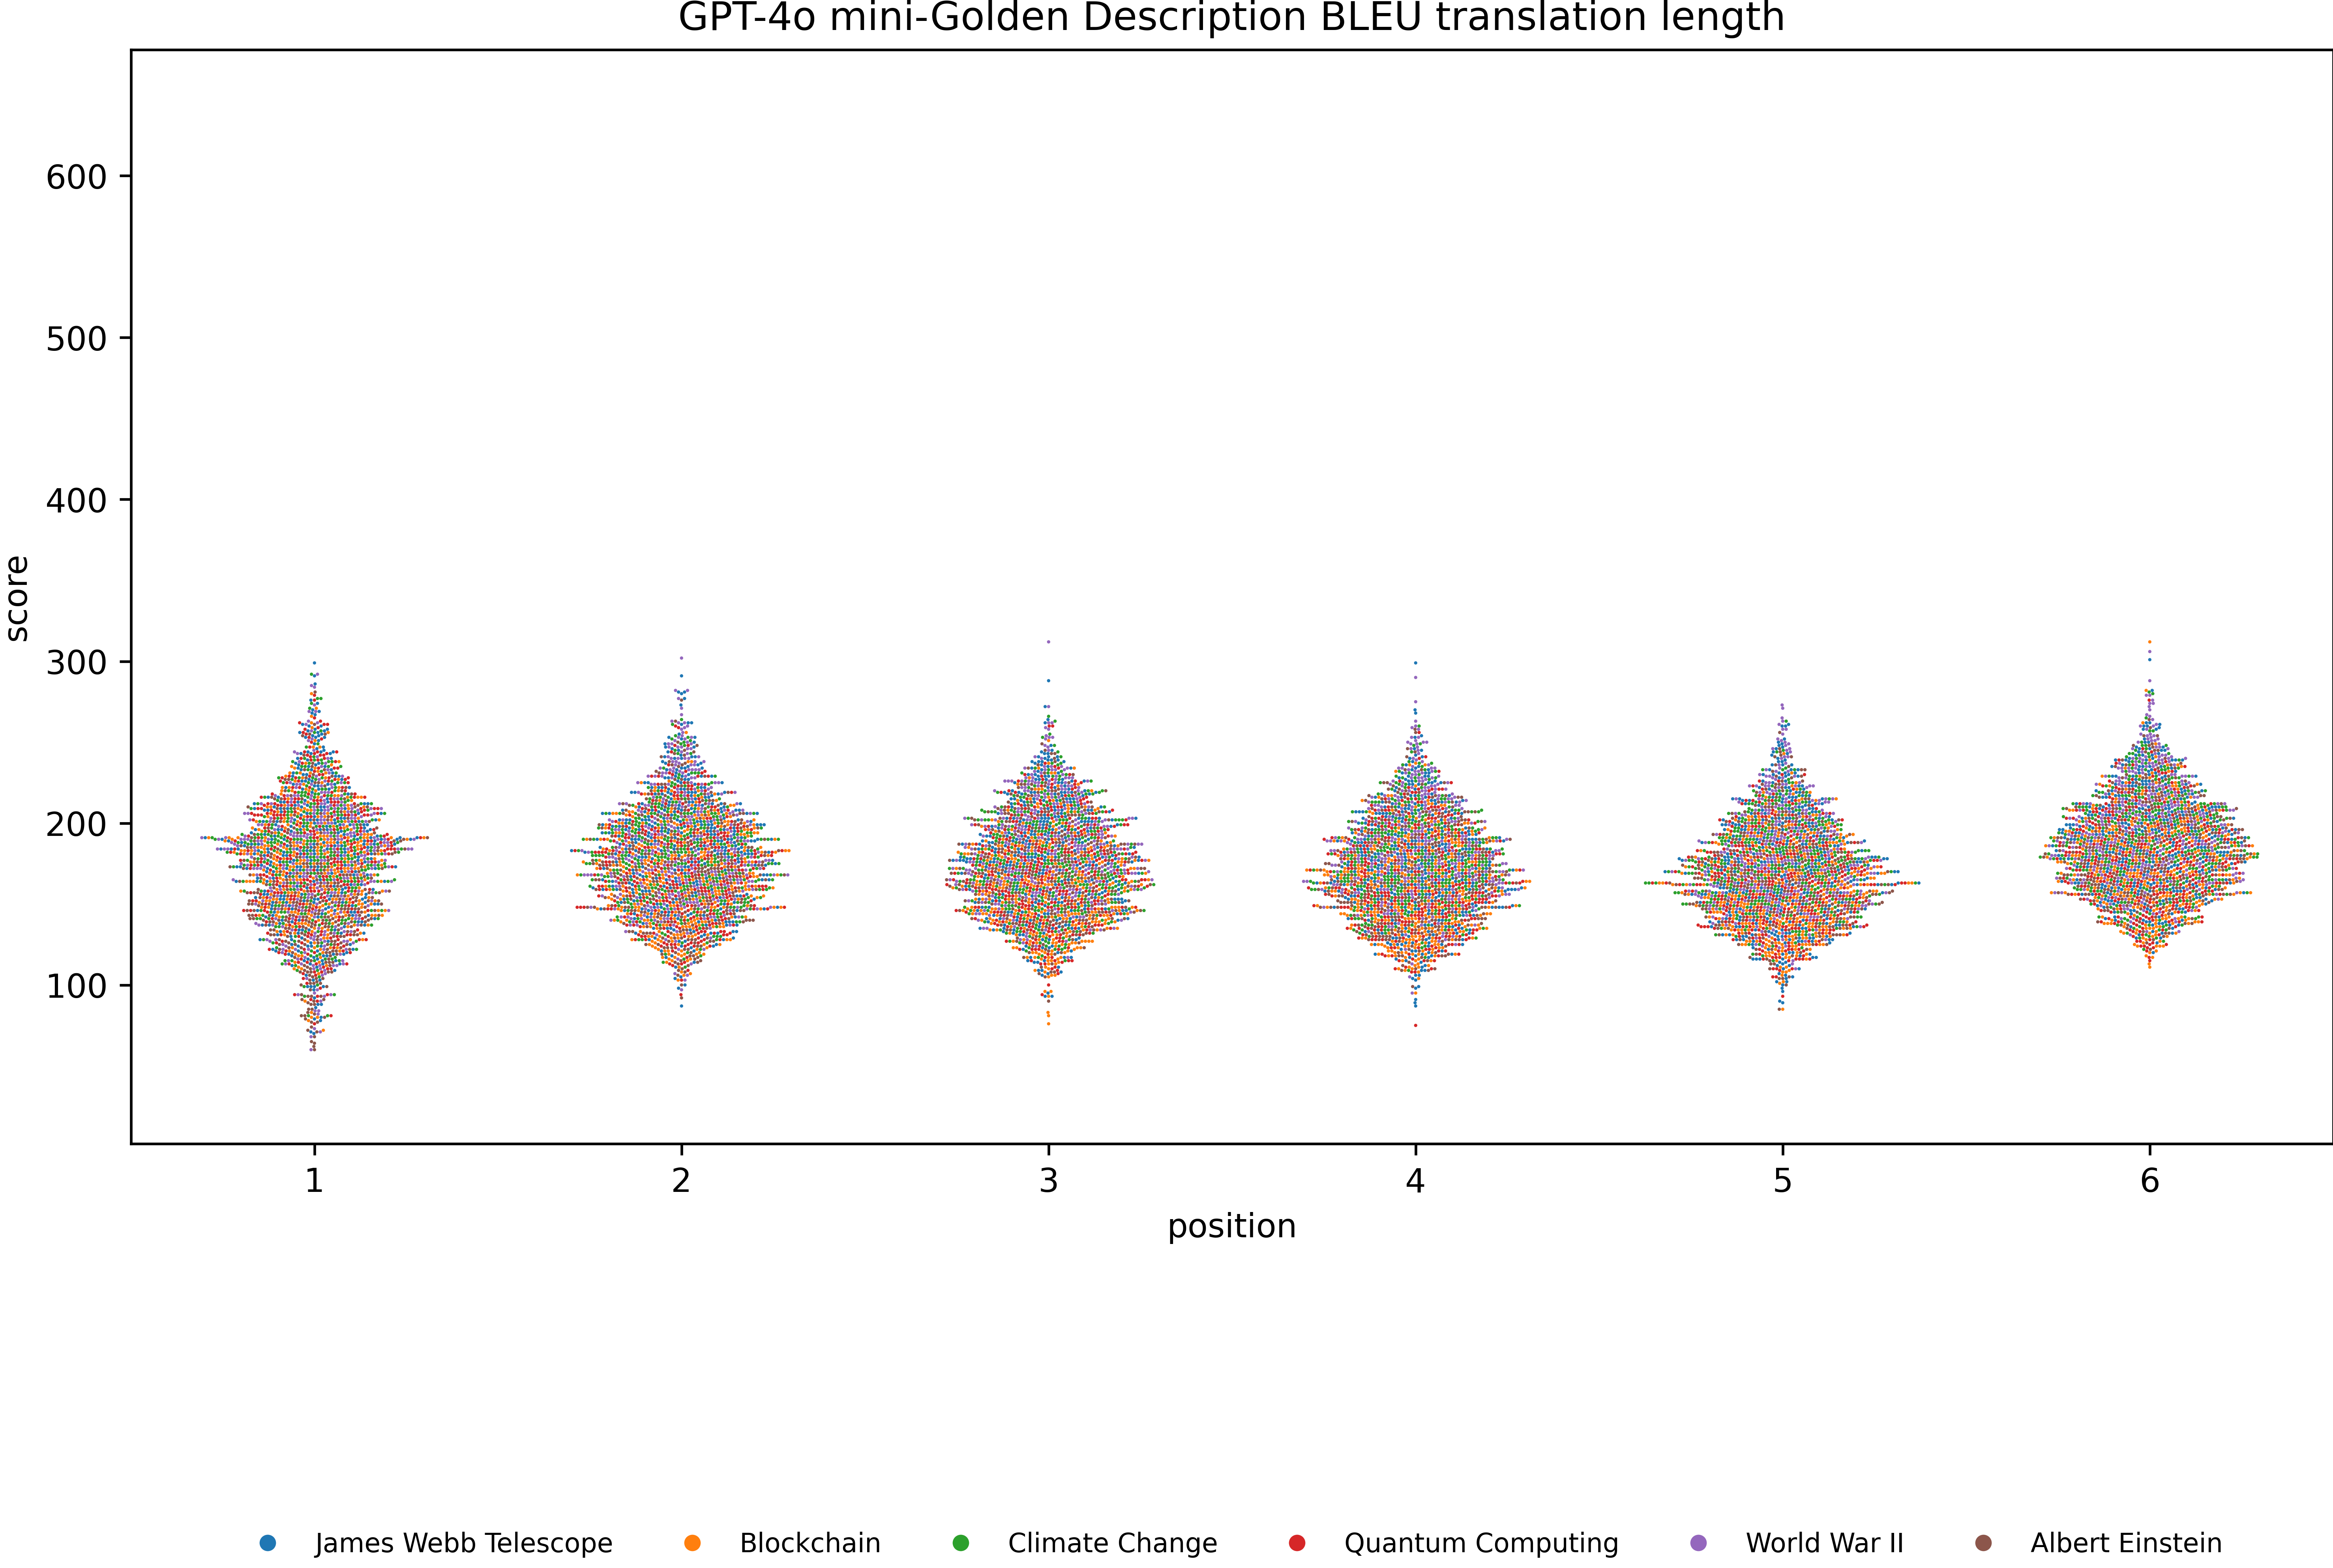 GPT-4o mini-Golden Description BLEU translation length
600
500
400
300
200
100
score
1 2 3 4 5 6
position
James Webb Telescope Blockchain Climate Change Quantum Computing World War II Albert Einstein